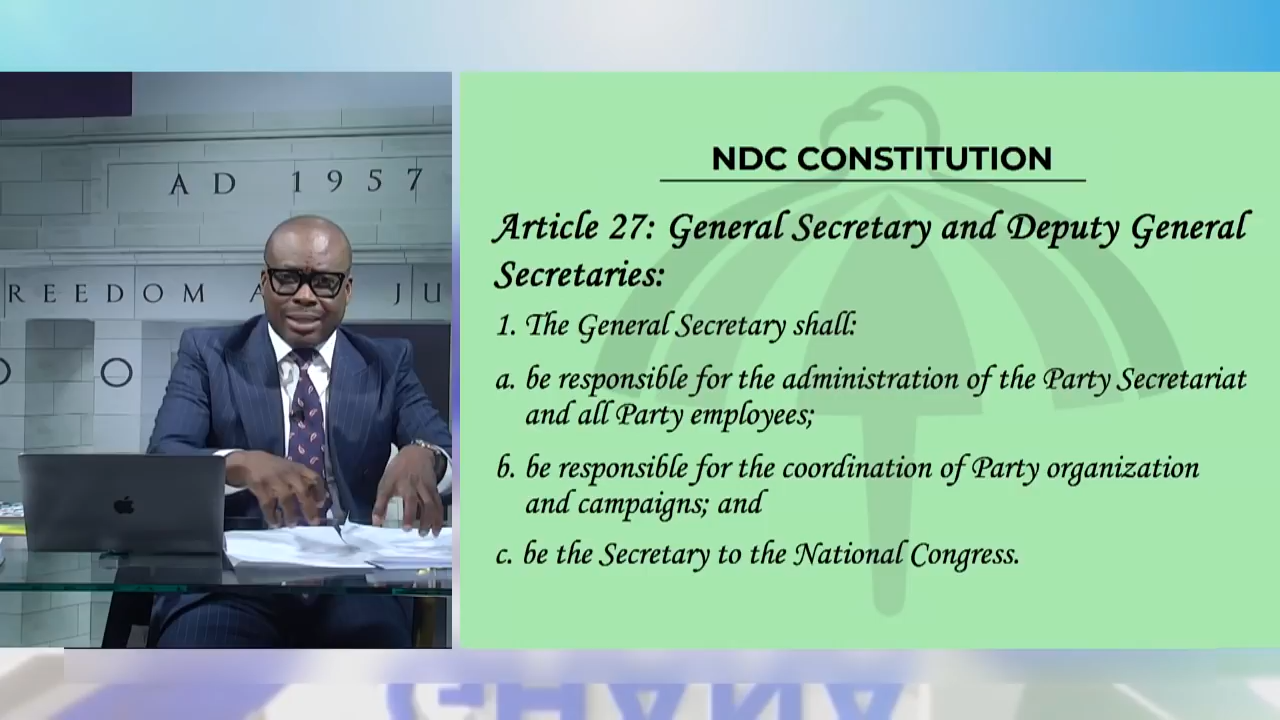 AD 1957
REEDOM A JU
O
NDC CONSTITUTION
Article 27: General Secretary and Deputy General
Secretaries:
1. The General Secretary shall:
a. be responsible for the administration of the Party Secretariat
and all Party employees;
b. be responsible for the coordination of Party organization
and campaigns; and
c. be the Secretary to the National Congress.
GHANA